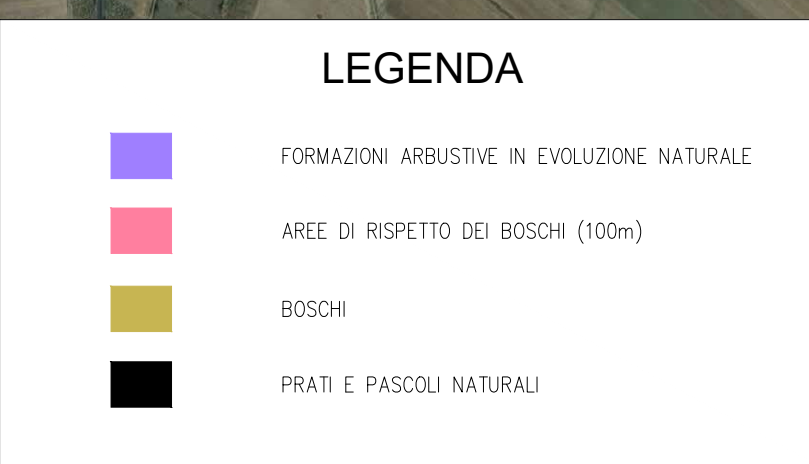 LEGENDA
FORMAZIONI ARBUSTIVE IN EVOLUZIONE NATURALE
AREE DI RISPETTO DEI BOSCHI (100m)
BOSCHI
PRATI E PASCOLI NATURALI